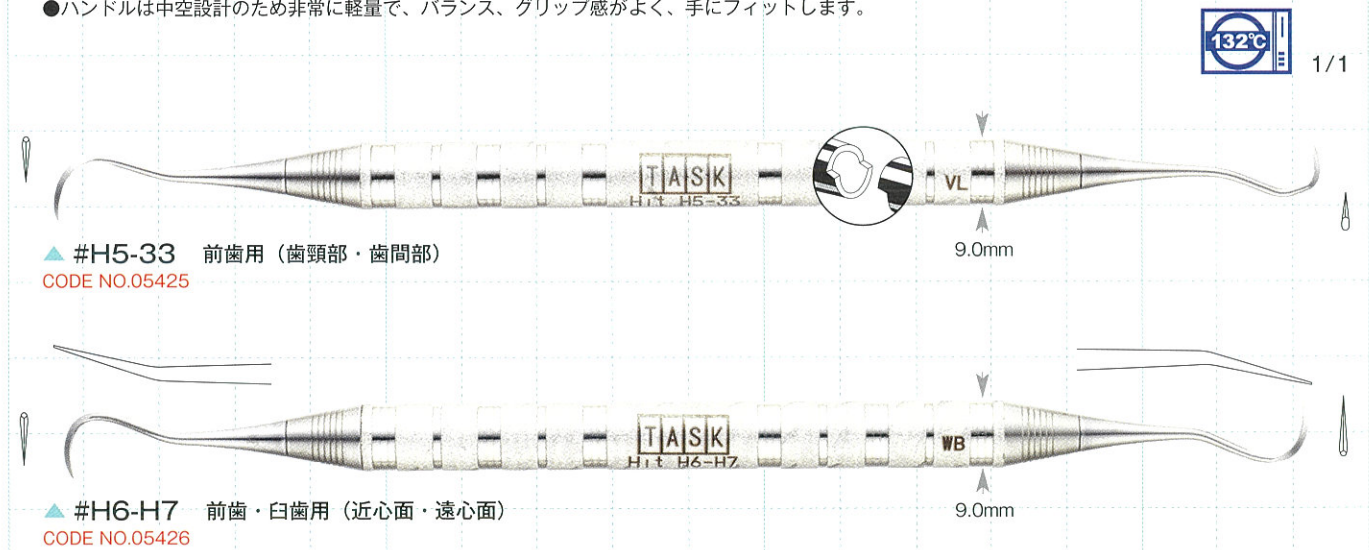 ●ハンドルは中空設計のため非常に軽量で、バランス、グリップ感がよく、手にフィットします。
132℃
1/1
TASK
Hit H5-33
VL
9.0mm
#H5-33 前歯用（歯頸部・歯間部）
CODE NO.05425
TASK
Hit H6-H7
WB
9.0mm
#H6-H7 前歯・臼歯用（近心面・遠心面）
CODE NO.05426